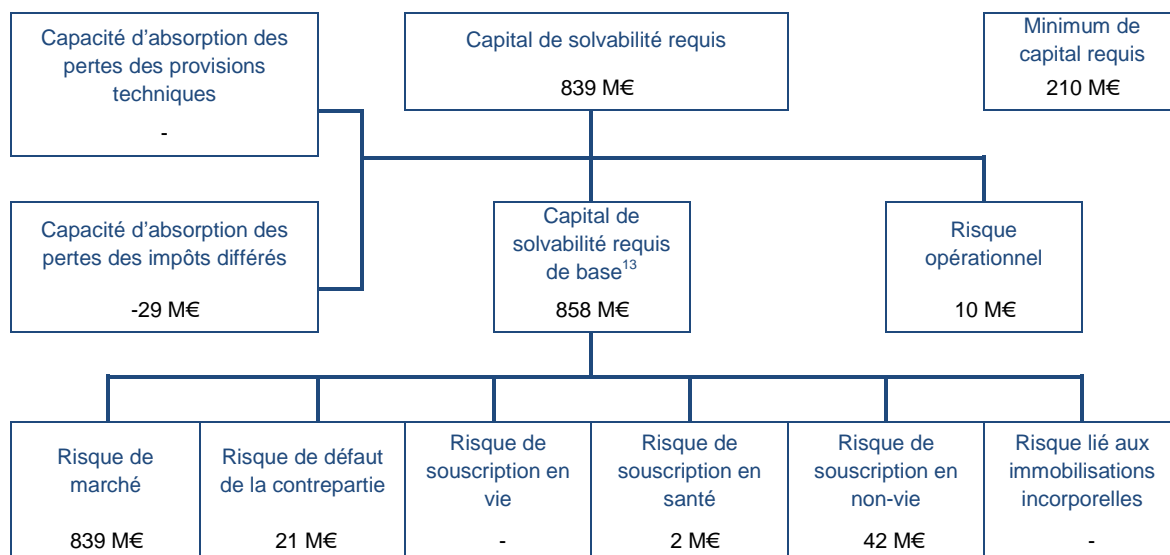 Capacité d'absorption des
pertes des provisions
techniques
-
Capital de solvabilité requis
839 M€
Minimum de
capital requis
210 M€
Capacité d'absorption des
pertes des impôts différés
-29 M€
Capital de
solvabilité requis
de base13
858 M€
Risque
opérationnel
10 M€
Risque de
marché
839 M€
Risque de défaut
de la contrepartie
21 M€
Risque de
souscription en
vie
-
Risque de
souscription en
santé
2 M€
Risque de
souscription en
non-vie
42 M€
Risque lié aux
immobilisations
incorporelles
-